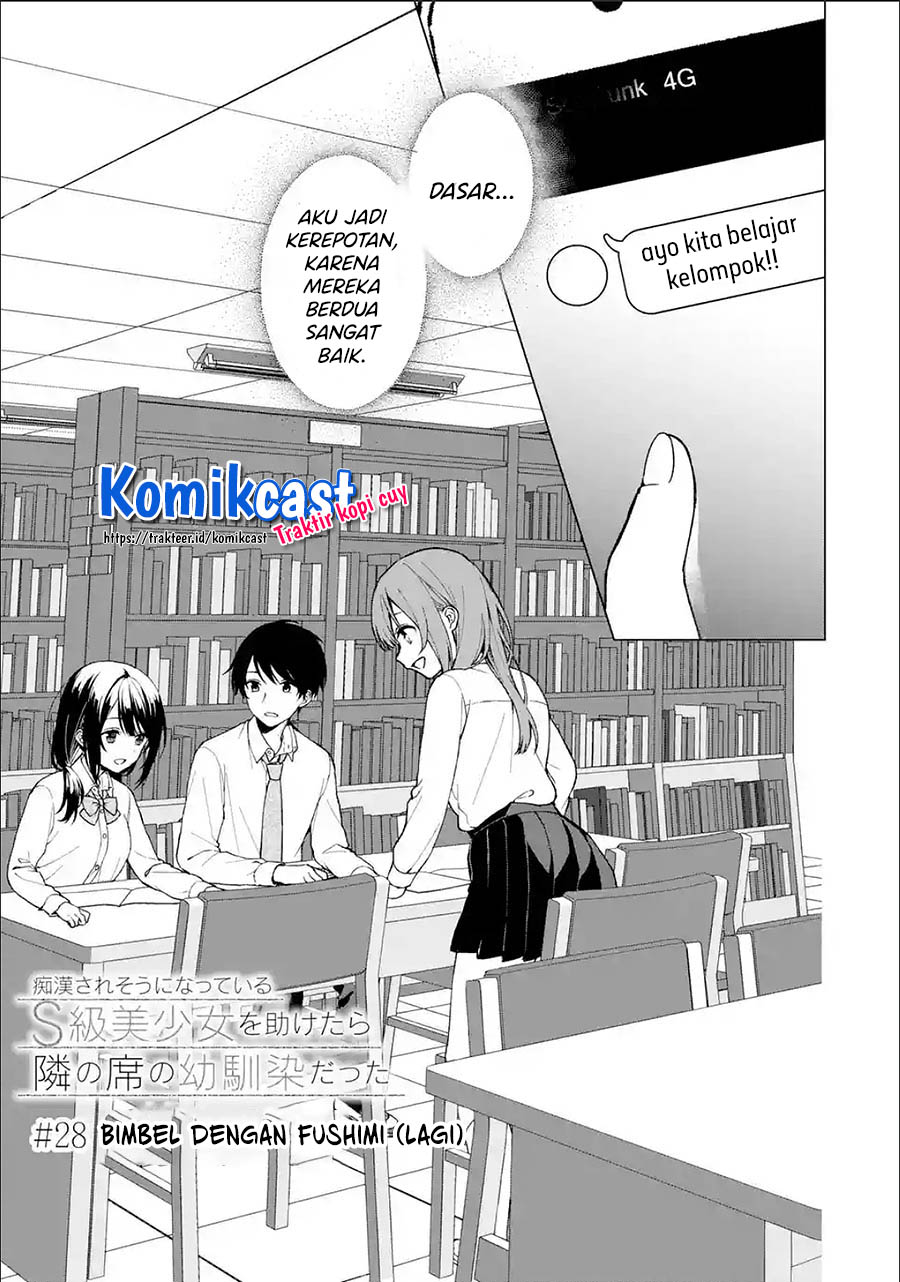 unk 4G
ayo kita belajar
kelompok!!
DASAR...
AKU JADI
KEREPOTAN,
KARENA
MEREKA
BERDUA
SANGAT
BAIK.
Komikcast
Traktir kopi cuy
https://trakteer.id/komikcast
痴漢されそうになっている
S級美少女を助けたら
隣の席の幼馴染だった
#28 BIMBEL DENGAN FUSHIMI (LAGI)